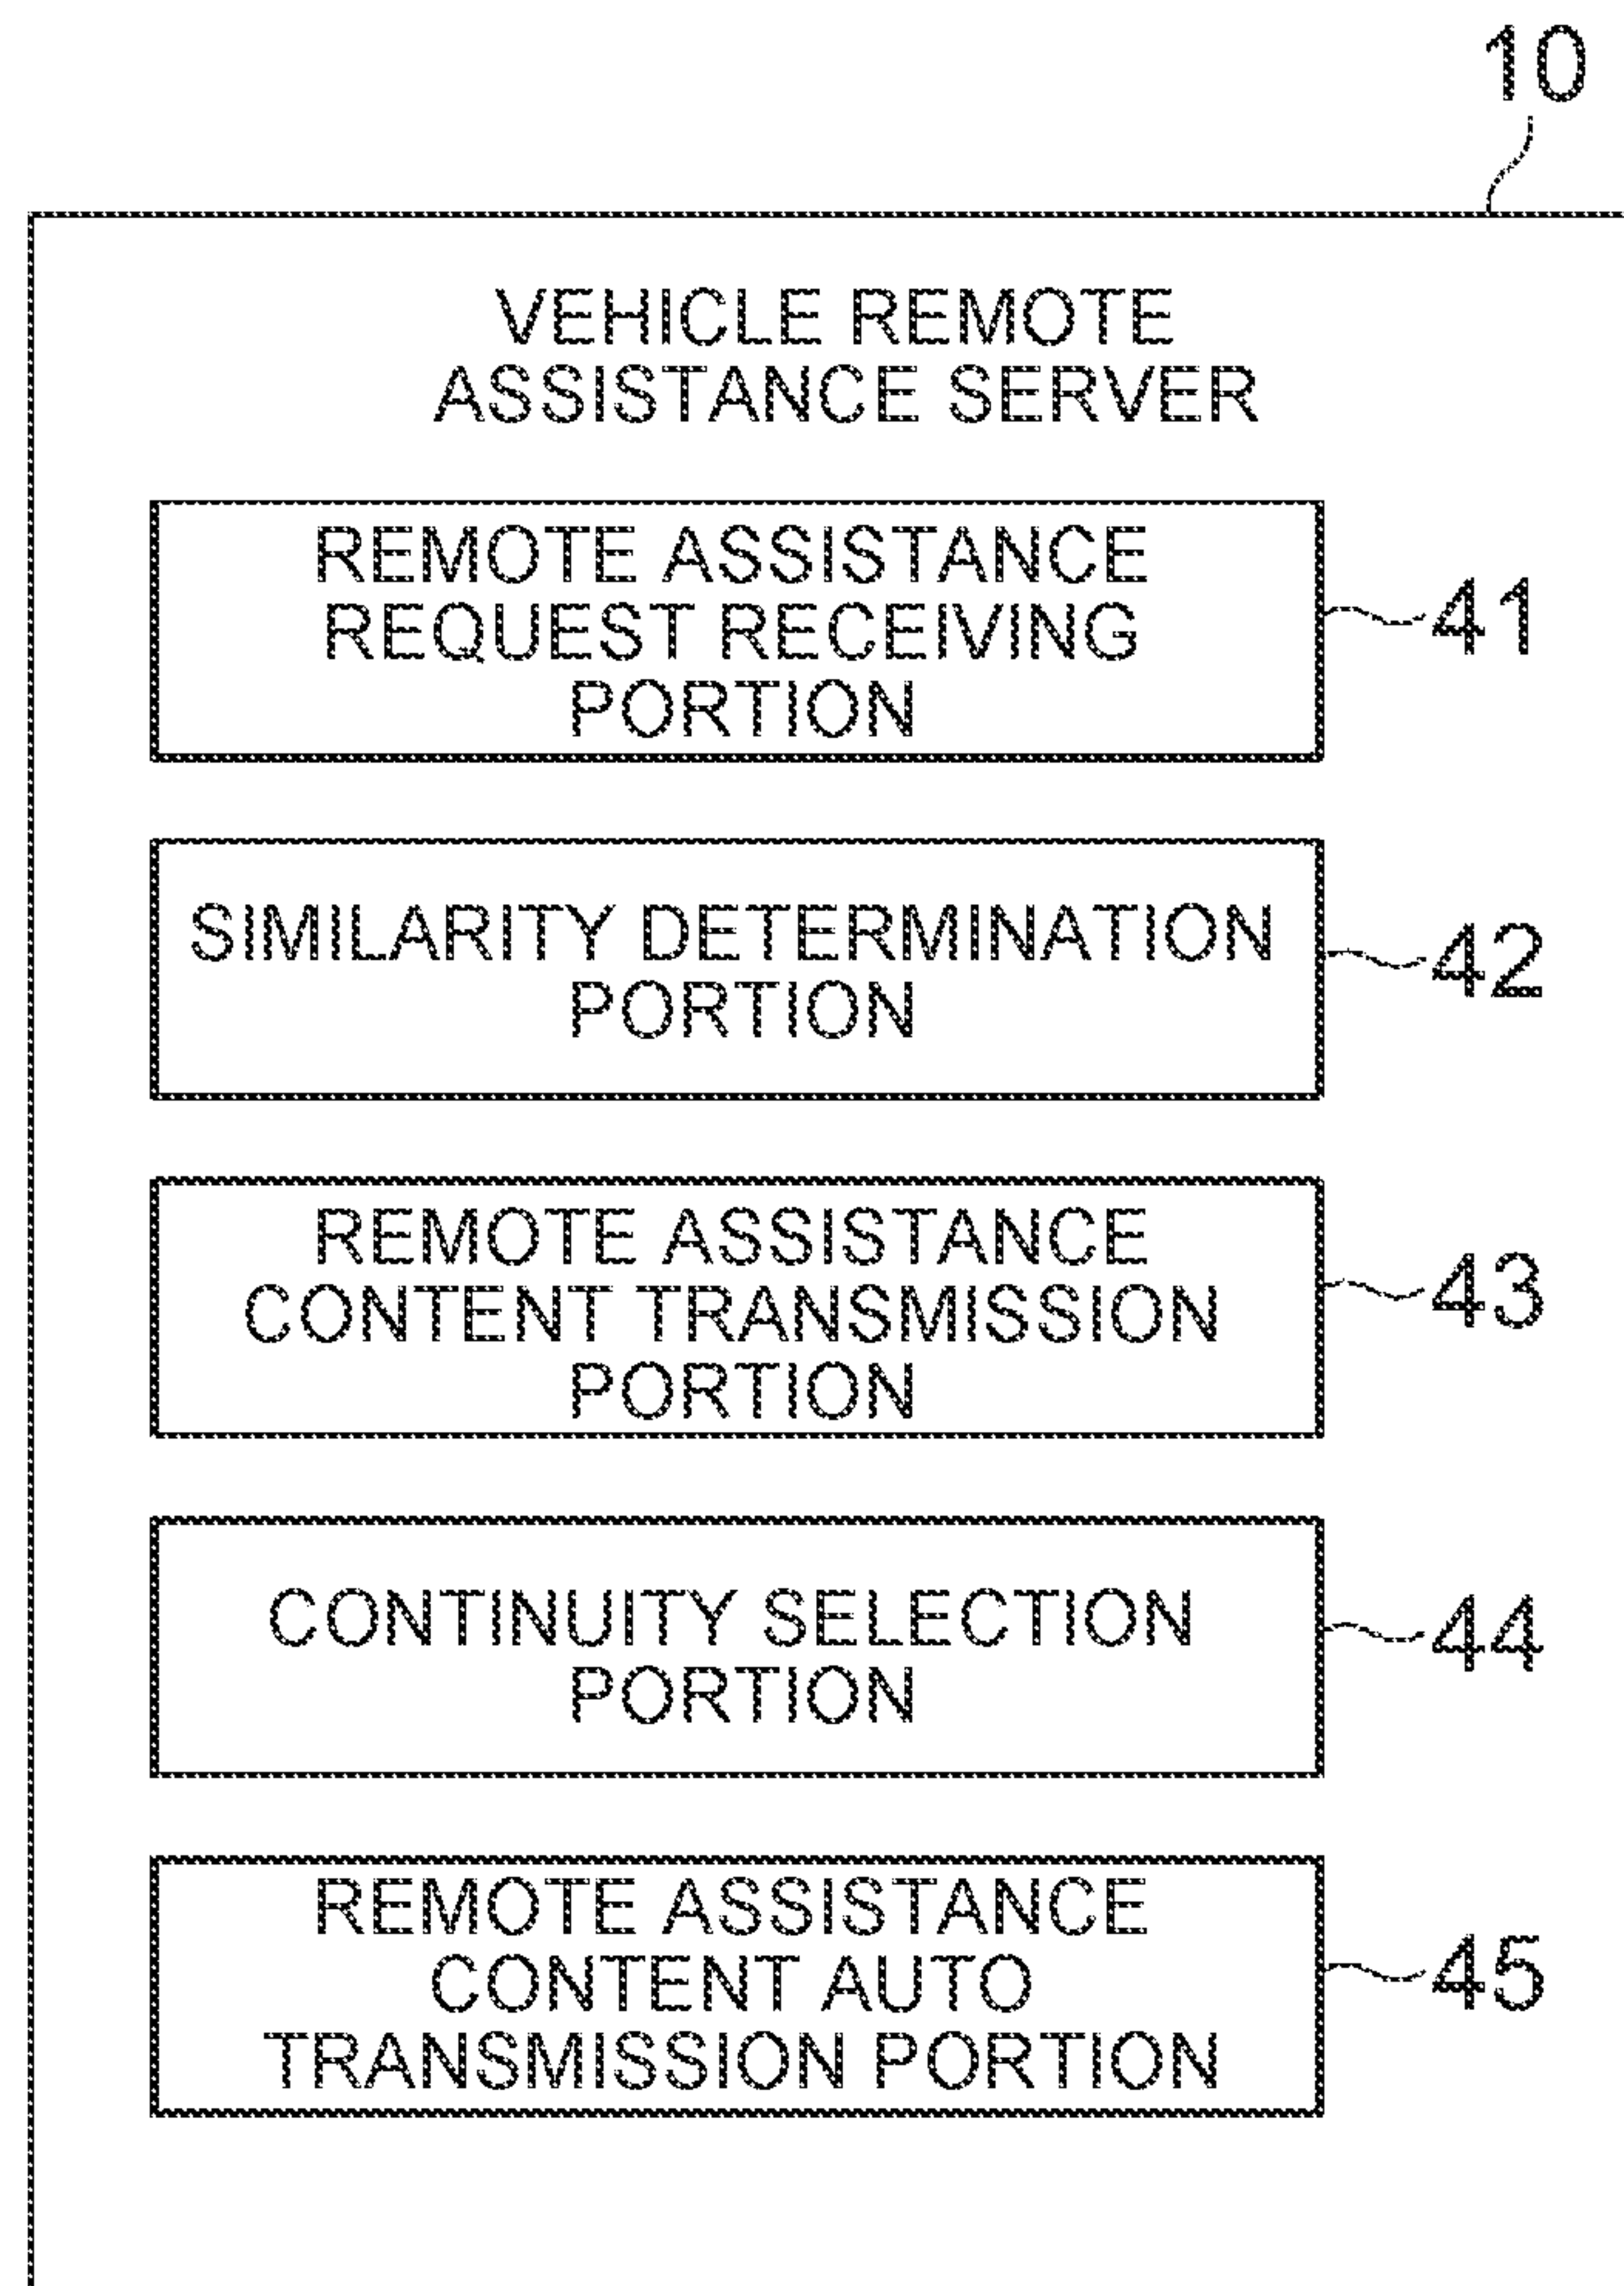 10
VEHICLE REMOTE
ASSISTANCE SERVER
REMOTE ASSISTANCE
REQUEST RECEIVING
PORTION
41
SIMILARITY DETERMINATION
PORTION
42
REMOTE ASSISTANCE
CONTENT TRANSMISSION
PORTION
43
CONTINUITY SELECTION
PORTION
44
REMOTE ASSISTANCE
CONTENT AUTO
TRANSMISSION PORTION
45